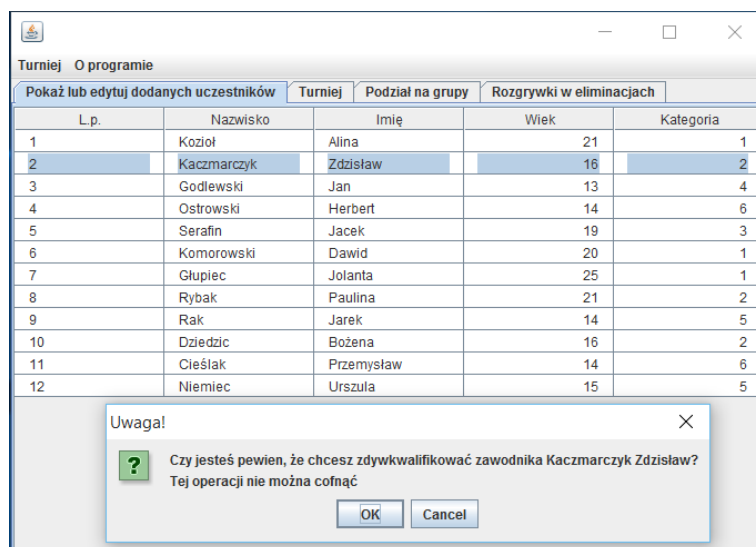 Turniej O programie
Pokaż lub edytuj dodanych uczestników Turniej Podział na grupy Rozgrywki w eliminacjach
L.p. Nazwisko Imię Wiek Kategoria
1 Kozioł Alina 21 1
2 Kaczmarczyk Zdzisław 16 2
3 Godlewski Jan 13 4
4 Ostrowski Herbert 14 6
5 Serafin Jacek 19 3
6 Komorowski Dawid 20 1
7 Głupiec Jolanta 25 1
8 Rybak Paulina 21 2
9 Rak Jarek 14 5
10 Dziedzic Bożena 16 2
11 Cieślak Przemysław 14 6
12 Niemiec Urszula 15 5
Uwaga!
Czy jesteś pewien, że chcesz zdywkwalifikować zawodnika Kaczmarczyk Zdzisław?
Tej operacji nie można cofnąć
OK Cancel